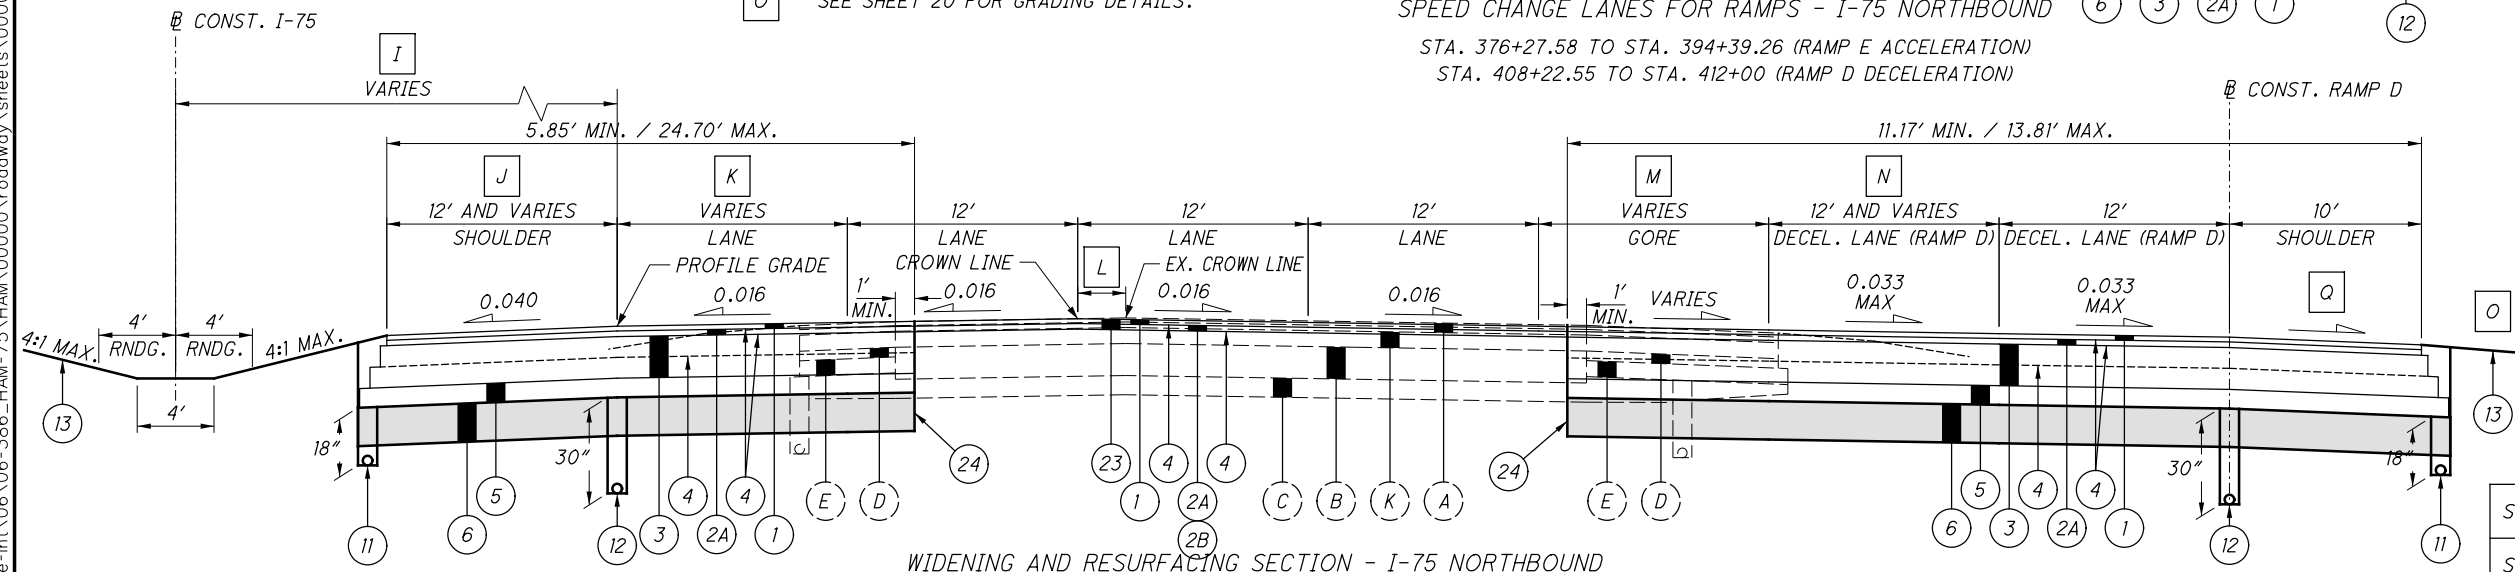 O SEE SHEET 20 FOR GRADING DETAILS.
SPEED CHANGE LANES FOR RAMPS - I-75 NORTHBOUND
6 3 2A 1
12
STA. 376+27.58 TO STA. 394+39.26 (RAMP E ACCELERATION)
STA. 408+22.55 TO STA. 412+00 (RAMP D DECELERATION)
℄ CONST. I-75
℄ CONST. RAMP D
I
VARIES
5.85' MIN. / 24.70' MAX.
11.17' MIN. / 13.81' MAX.
J K M N
12' AND VARIES VARIES 12' 12' 12' VARIES 12' AND VARIES 12' 10'
SHOULDER LANE LANE LANE LANE GORE DECEL. LANE (RAMP D) DECEL. LANE (RAMP D) SHOULDER
PROFILE GRADE CROWN LINE L EX. CROWN LINE
0.040 0.016 1' MIN. 0.016 0.016 0.016 1' MIN. VARIES 0.033 MAX 0.033 MAX Q O
4' 4'
4:1 MAX. RNDG. RNDG. 4:1 MAX.
4'
13 18" 30" 24 24 30" 18" 13
23 4 4
5 4 4 E D 1 2A C B K A E D 5 4 4
11 6 12 3 2A 1 2B 6 3 2A 1 12 11
WIDENING AND RESURFACING SECTION - I-75 NORTHBOUND